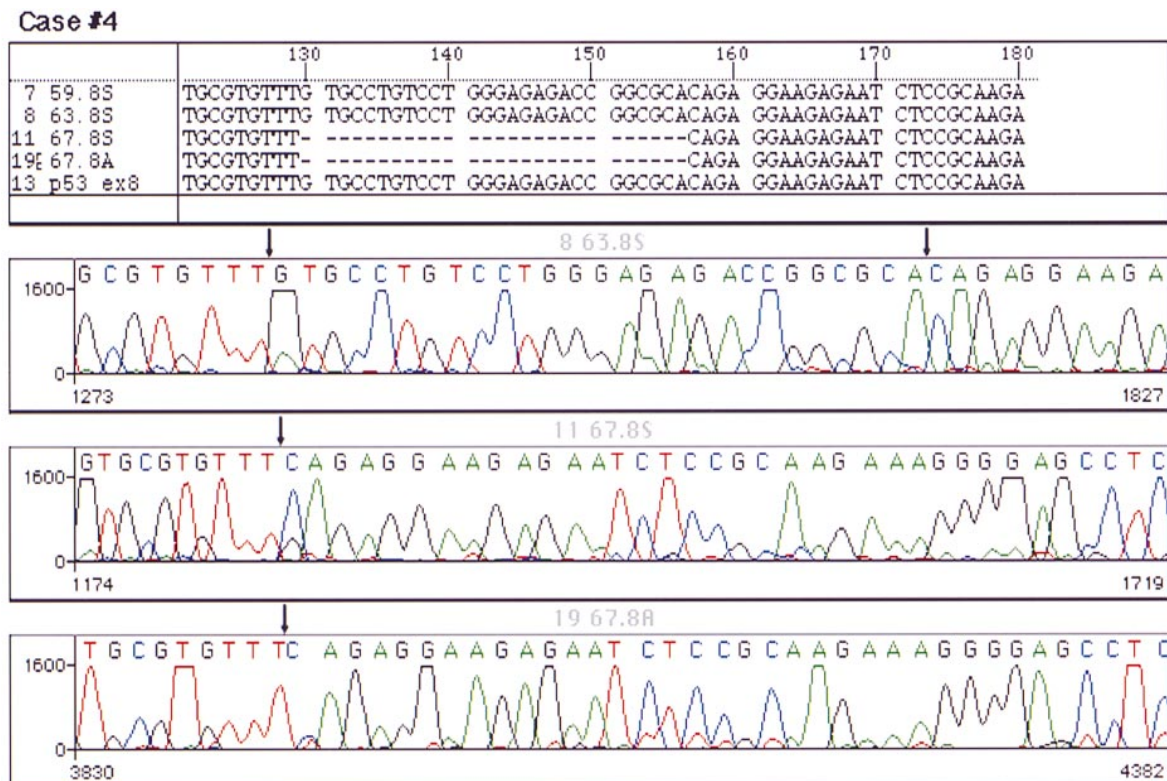 Case #4
130 140 150 160 170 180
7 59.8S TGCGTGTTTG TGCCTGTCCT GGGAGAGACC GGCGCACAGA GGAAGAGAAT CTCCGCAAGA
8 63.8S TGCGTGTTTG TGCCTGTCCT GGGAGAGACC GGCGCACAGA GGAAGAGAAT CTCCGCAAGA
11 67.8S TGCGTGTTT- ---------- ---------- ------CAGA GGAAGAGAAT CTCCGCAAGA
67.8A TGCGTGTTT- ---------- ---------- ------CAGA GGAAGAGAAT CTCCGCAAGA
13 p53 ex8 TGCGTGTTTG TGCCTGTCCT GGGAGAGACC GGCGCACAGA GGAAGAGAAT CTCCGCAAGA
8 63.8S
G C G T G T T T G T G C C T G T C C T G G G A G A G A C C G G C G C A C A G A G G A A G A
1600
0
1273 1827
11 67.8S
G T G C G T G T T T C A G A G G A A G A G A A T C T C C G C A A G A A A G G G G A G C C T C
1600
0
1174 1719
19 67.8A
T G C G T G T T T C A G A G G A A G A G A A T C T C C G C A A G A A A G G G G A G C C T C
1600
0
3830 4382